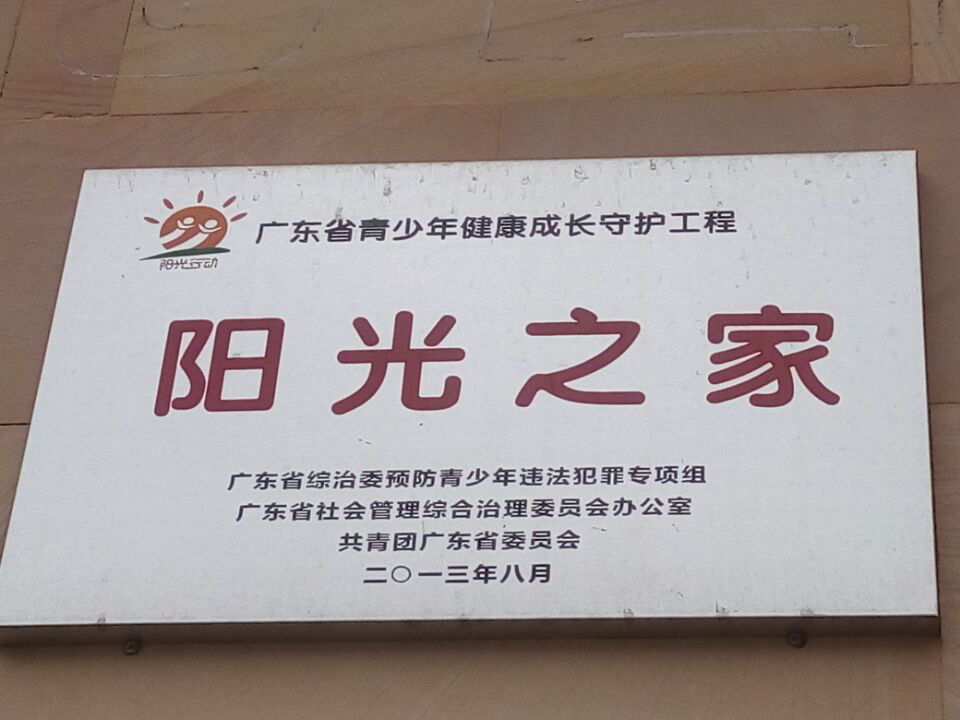 广东省青少年健康成长守护工程
阳光行动
阳光之家
广东省综治委预防青少年违法犯罪专项组
广东省社会管理综合治理委员会办公室
共青团广东省委员会
二〇一三年八月